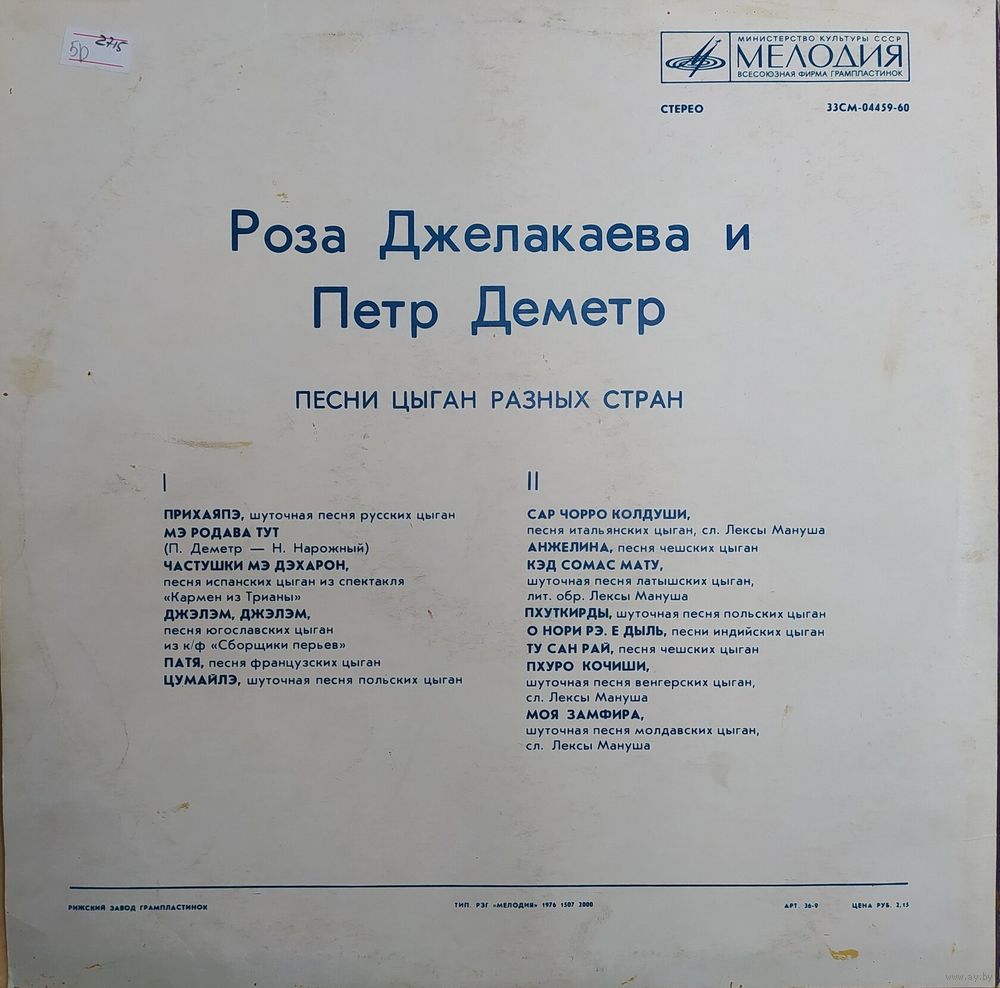 5р 2715
МИНИСТЕРСТВО КУЛЬТУРЫ СССР
МЕЛОДИЯ
ВСЕСОЮЗНАЯ ФИРМА ГРАМПЛАСТИНОК
СТЕРЕО 33СМ-04459-60
Роза Джелакаева и
Петр Деметр
ПЕСНИ ЦЫГАН РАЗНЫХ СТРАН
I
ПРИХАЯПЭ, шуточная песня русских цыган
МЭ РОДАВА ТУТ
(П. Деметр — Н. Нарожный)
ЧАСТУШКИ МЭ ДЭХАРОН,
песня испанских цыган из спектакля
«Кармен из Трианы»
ДЖЭЛЭМ, ДЖЭЛЭМ,
песня югославских цыган
из к/ф «Сборщики перьев»
ПАТЯ, песня французских цыган
ЦУМАЙЛЭ, шуточная песня польских цыган
II
САР ЧОРРО КОЛДУШИ,
песня итальянских цыган, сл. Лексы Мануша
АНЖЕЛИНА, песня чешских цыган
КЭД СОМАС МАТУ,
шуточная песня латышских цыган,
лит. обр. Лексы Мануша
ПХУТКИРДЫ, шуточная песня польских цыган
О НОРИ РЭ. Е ДЫЛЬ, песни индийских цыган
ТУ САН РАЙ, песня чешских цыган
ПХУРО КОЧИШИ,
шуточная песня венгерских цыган,
сл. Лексы Мануша
МОЯ ЗАМФИРА,
шуточная песня молдавских цыган,
сл. Лексы Мануша
РИЖСКИЙ ЗАВОД ГРАМПЛАСТИНОК ТИП. РЗГ «МЕЛОДИЯ» 1976 1507 2000 АРТ. 36-9 ЦЕНА РУБ. 2,15
www.ay.by